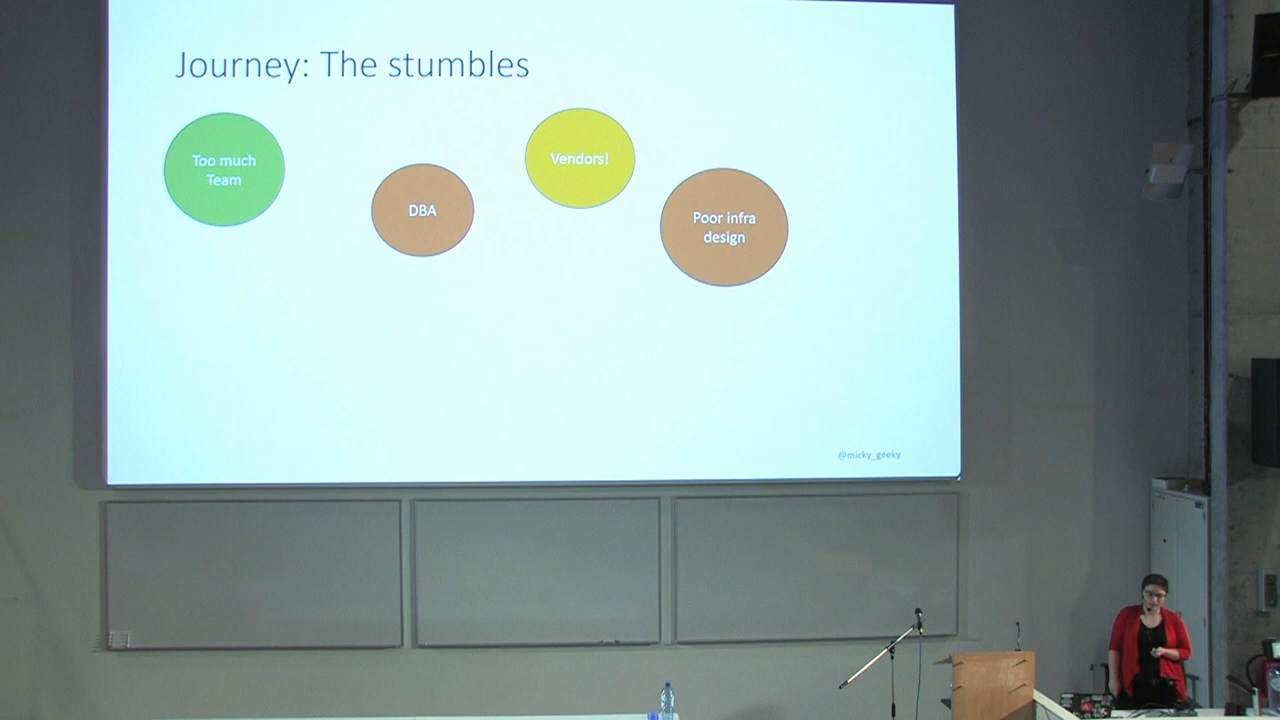 Journey: The stumbles
Too much
Team
DBA
Vendors!
Poor infra
design
@micky_geeky